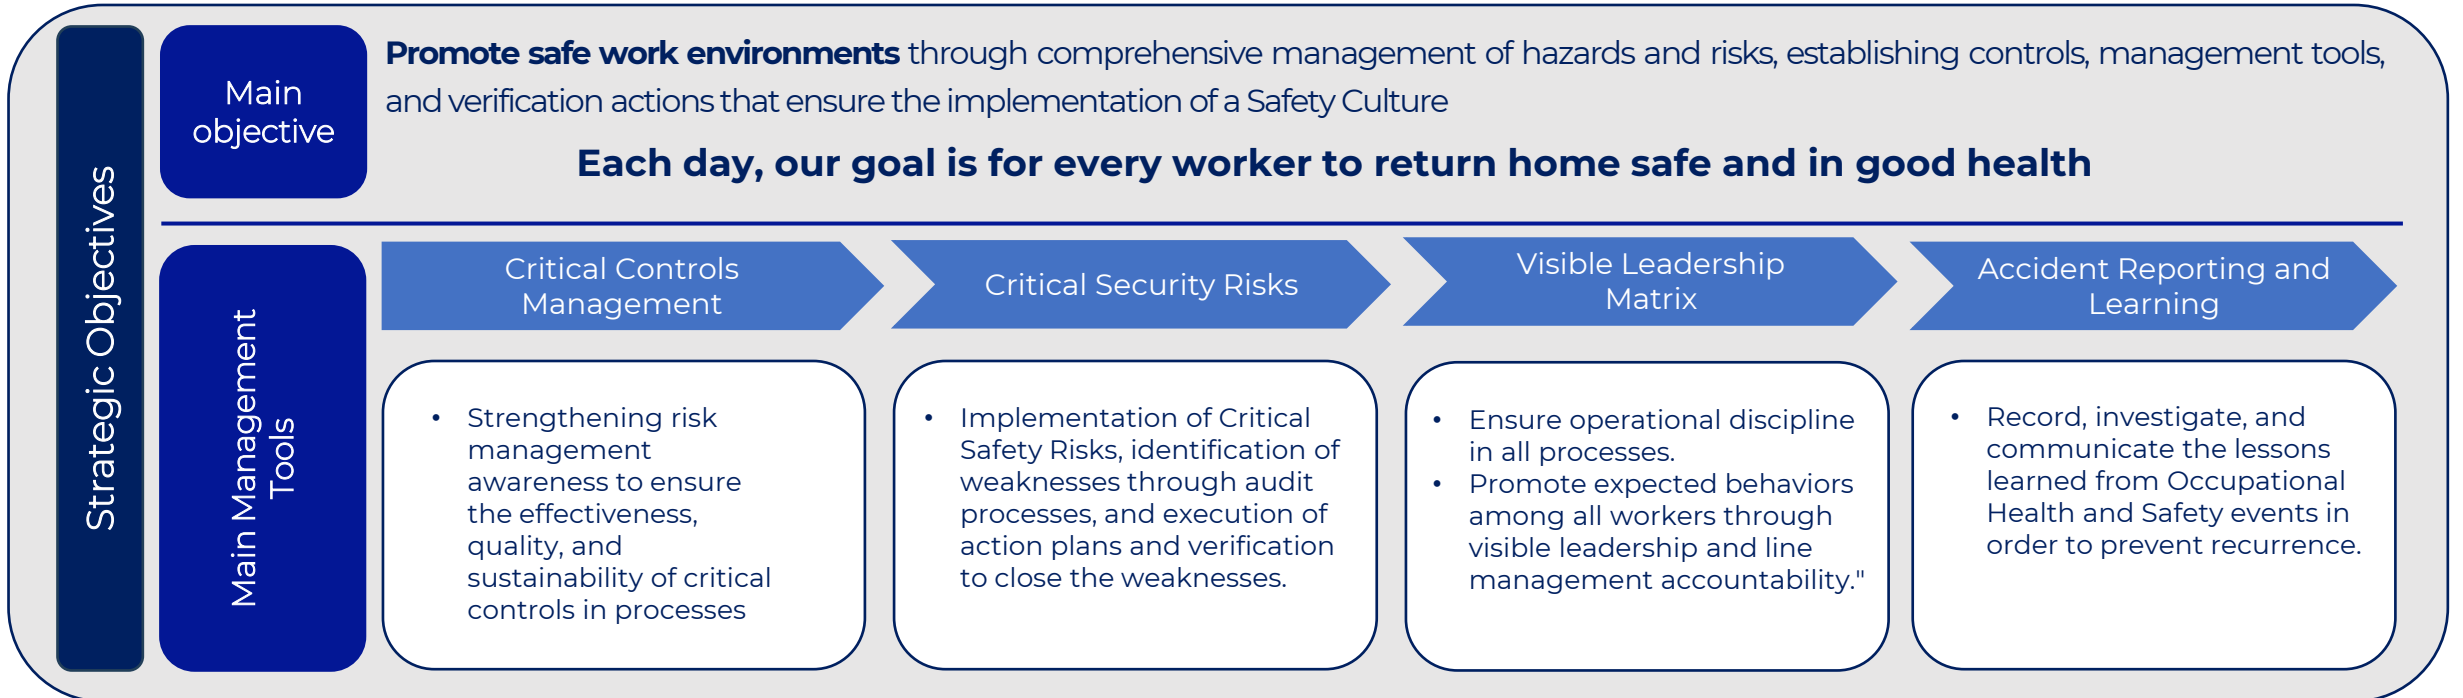 Strategic Objectives
Main
objective
Promote safe work environments through comprehensive management of hazards and risks, establishing controls, management tools,
and verification actions that ensure the implementation of a Safety Culture
Each day, our goal is for every worker to return home safe and in good health
Main Management
Tools
Critical Controls
Management
• Strengthening risk
management
awareness to ensure
the effectiveness,
quality, and
sustainability of critical
controls in processes
Critical Security Risks
• Implementation of Critical
Safety Risks, identification of
weaknesses through audit
processes, and execution of
action plans and verification
to close the weaknesses.
Visible Leadership
Matrix
• Ensure operational discipline
in all processes.
• Promote expected behaviors
among all workers through
visible leadership and line
management accountability."
Accident Reporting and
Learning
• Record, investigate, and
communicate the lessons
learned from Occupational
Health and Safety events in
order to prevent recurrence.